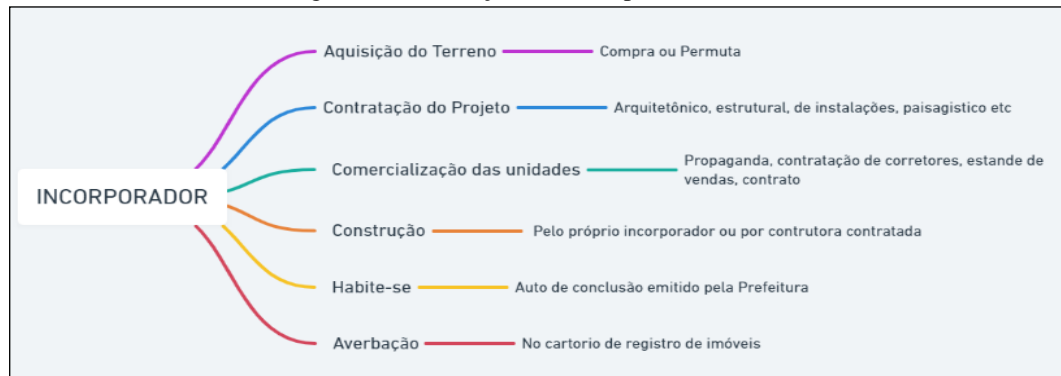 INCORPORADOR
Aquisição do Terreno
Compra ou Permuta
Contratação do Projeto
Arquitetônico, estrutural, de instalações, paisagistico etc
Comercialização das unidades
Propaganda, contratação de corretores, estande de
vendas, contrato
Construção
Pelo próprio incorporador ou por contrutora contratada
Habite-se
Auto de conclusão emitido pela Prefeitura
Averbação
No cartorio de registro de imóveis